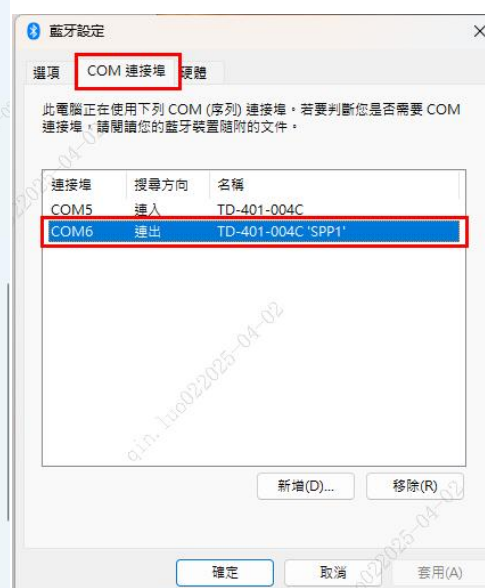 藍牙設定
選項 COM 連接埠 硬體
此電腦正在使用下列 COM (序列) 連接埠。若要判斷您是否需要 COM
連接埠，請閱讀您的藍牙裝置隨附的文件。
連接埠 搜尋方向 名稱
COM5 連入 TD-401-004C
COM6 連出 TD-401-004C 'SPP1'
qin.luo022025-04-02
新增(D)... 移除(R)
確定 取消 套用(A)